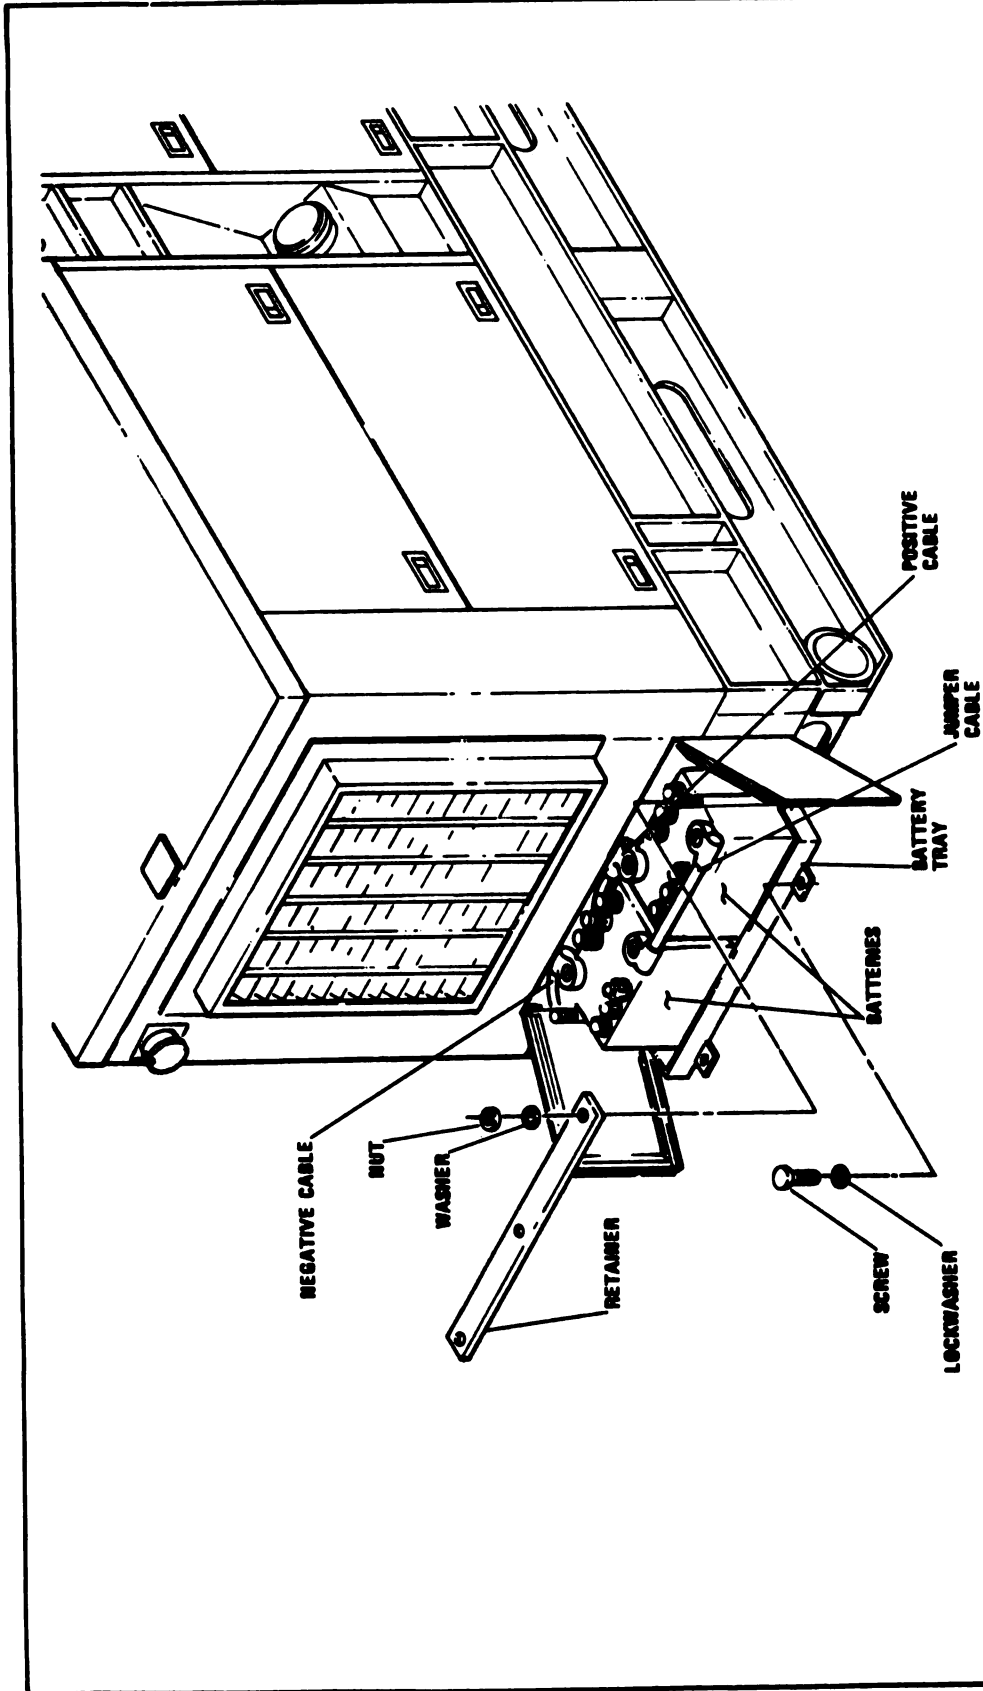 NEGATIVE CABLE
NUT
WASHER
RETAINER
SCREW
LOCKWASHER
BATTERIES
BATTERY
TRAY
JUMPER
CABLE
POSITIVE
CABLE